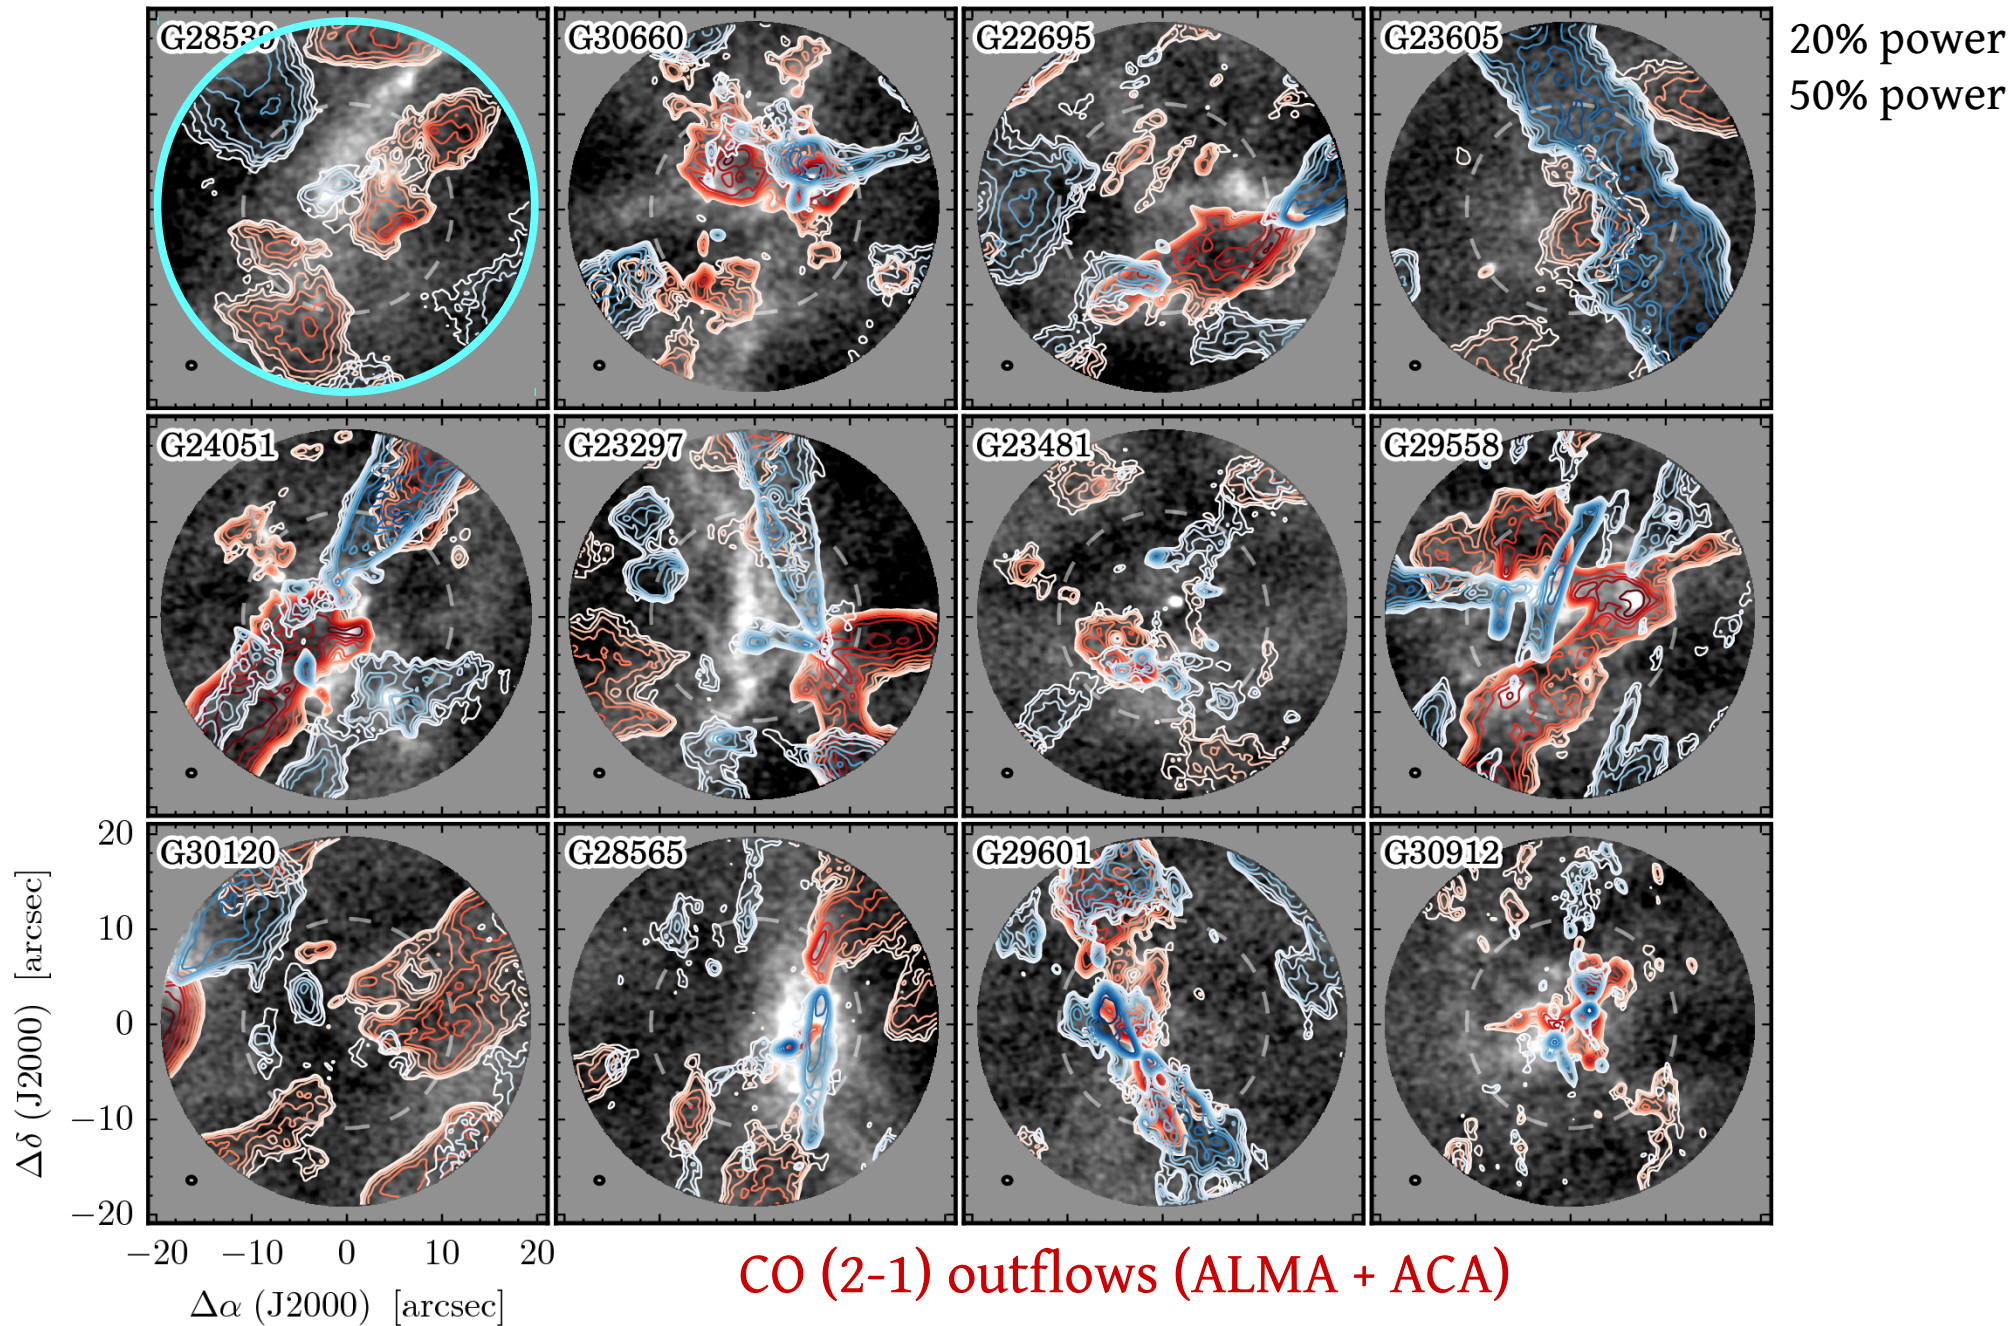 G28539 G30660 G22695 G23605
20% power
50% power
G24051 G23297 G23481 G29558
G30120 G28565 G29601 G30912
20
10
0
−10
−20
Δδ (J2000) [arcsec]
−20 −10 0 10 20
Δα (J2000) [arcsec]
CO (2-1) outflows (ALMA + ACA)